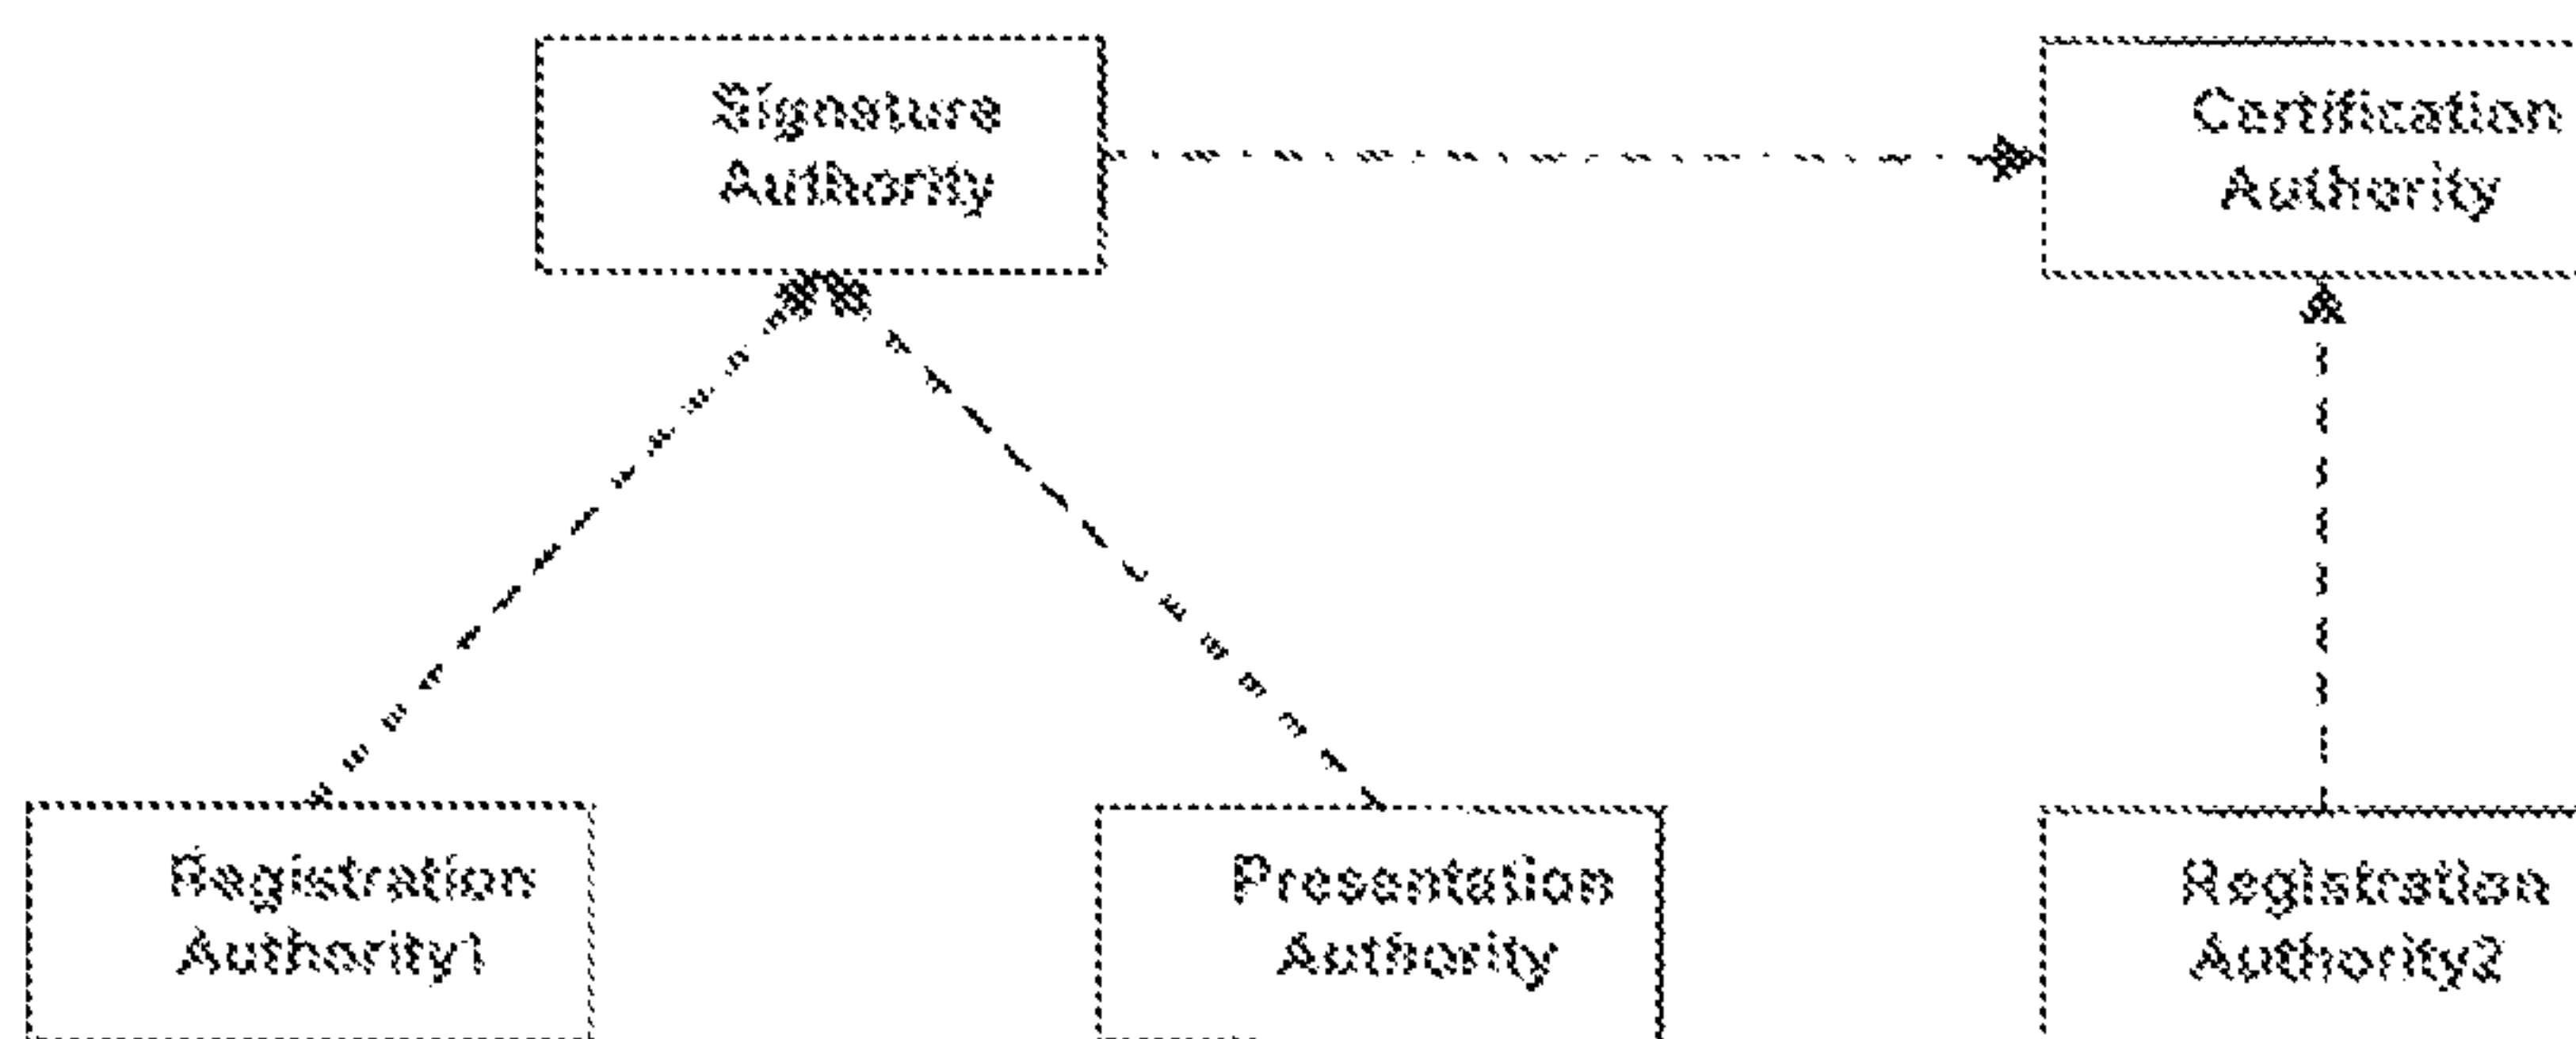 Signature
Authority
Certification
Authority
Registration
Authority1
Presentation
Authority
Registration
Authority2